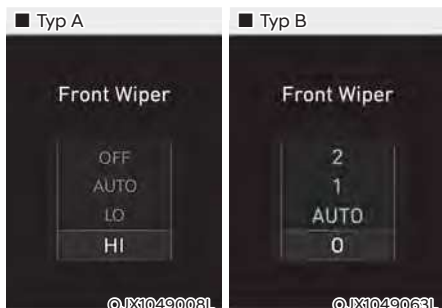 ■ Typ A
Front Wiper
OFF
AUTO
LO
HI
OJX1049008L
■ Typ B
Front Wiper
2
1
AUTO
0
OJX1049063L